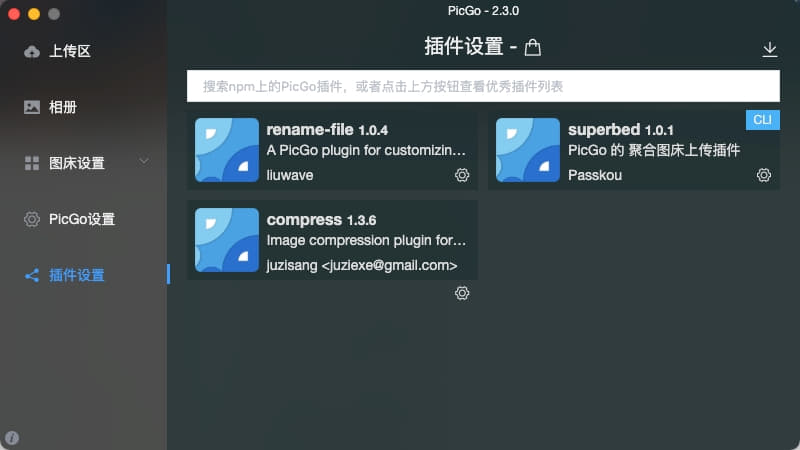 PicGo - 2.3.0
上传区
相册
图床设置
PicGo设置
插件设置
插件设置 -
搜索npm上的PicGo插件，或者点击上方按钮查看优秀插件列表
rename-file 1.0.4
A PicGo plugin for customizin...
liuwave
CLI
superbed 1.0.1
PicGo 的 聚合图床上传插件
Passkou
compress 1.3.6
Image compression plugin for...
juzisang <juziexe@gmail.com>